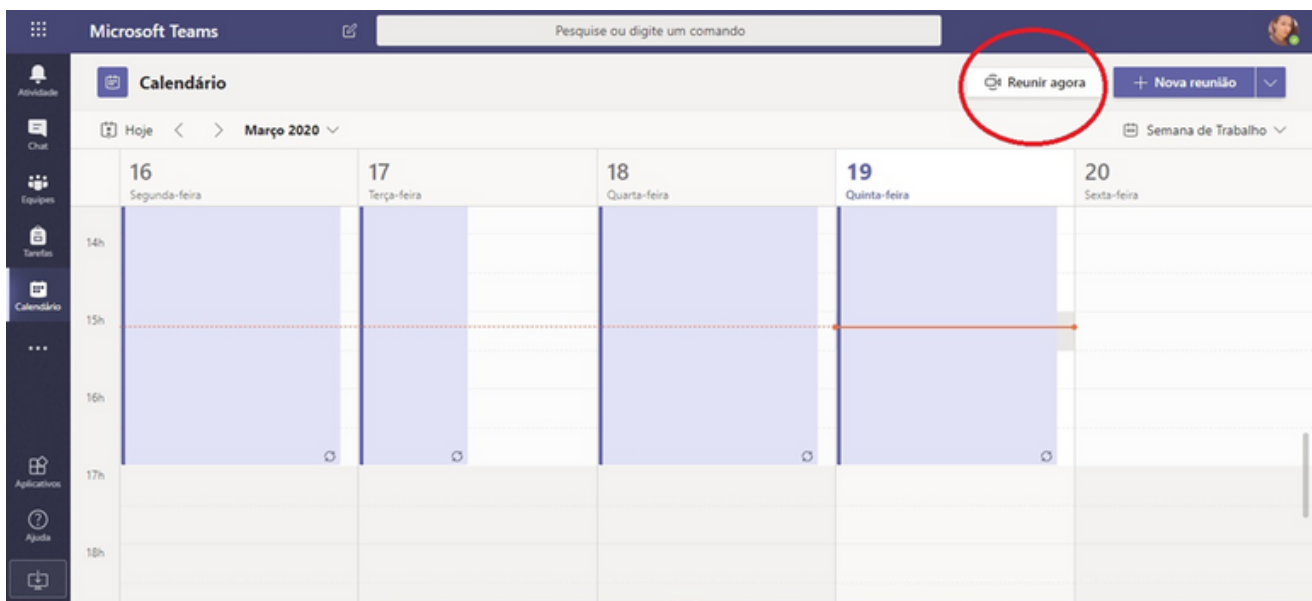 Microsoft Teams
Pesquise ou digite um comando
Atividade
Chat
Equipes
Tarefas
Calendário
Aplicativos
Ajuda
Calendário
Reunir agora
+ Nova reunião
Hoje
Março 2020
Semana de Trabalho
16
Segunda-feira
17
Terça-feira
18
Quarta-feira
19
Quinta-feira
20
Sexta-feira
14h
15h
16h
17h
18h